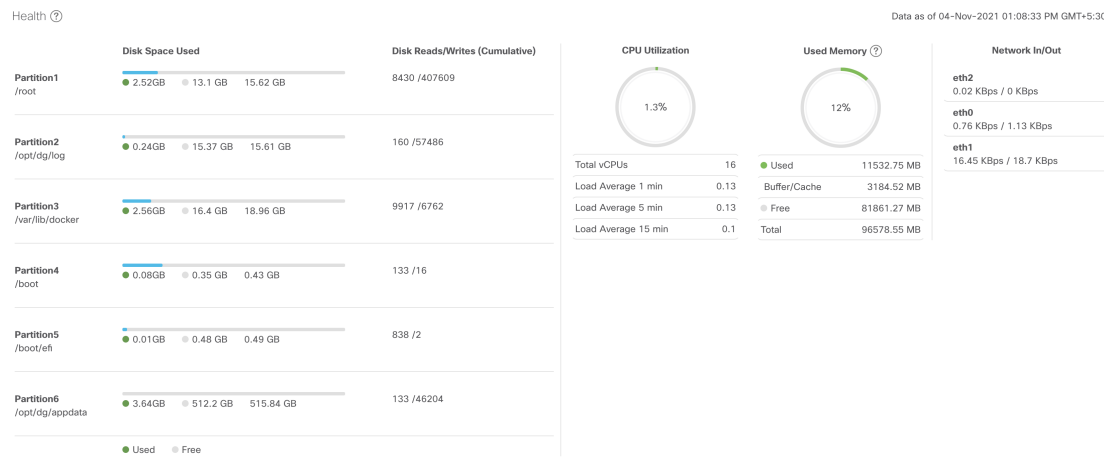 Health ?
Data as of 04-Nov-2021 01:08:33 PM GMT+5:30
Disk Space Used
Disk Reads/Writes (Cumulative)
Partition1
/root
2.52GB 13.1 GB 15.62 GB
8430 /407609
Partition2
/opt/dg/log
0.24GB 15.37 GB 15.61 GB
160 /57486
Partition3
/var/lib/docker
2.56GB 16.4 GB 18.96 GB
9917 /6762
Partition4
/boot
0.08GB 0.35 GB 0.43 GB
133 /16
Partition5
/boot/efi
0.01GB 0.48 GB 0.49 GB
838 /2
Partition6
/opt/dg/appdata
3.64GB 512.2 GB 515.84 GB
133 /46204
Used Free
CPU Utilization
1.3%
Total vCPUs 16
Load Average 1 min 0.13
Load Average 5 min 0.13
Load Average 15 min 0.1
Used Memory ?
12%
Used 11532.75 MB
Buffer/Cache 3184.52 MB
Free 81861.27 MB
Total 96578.55 MB
Network In/Out
eth2
0.02 KBps / 0 KBps
eth0
0.76 KBps / 1.13 KBps
eth1
16.45 KBps / 18.7 KBps